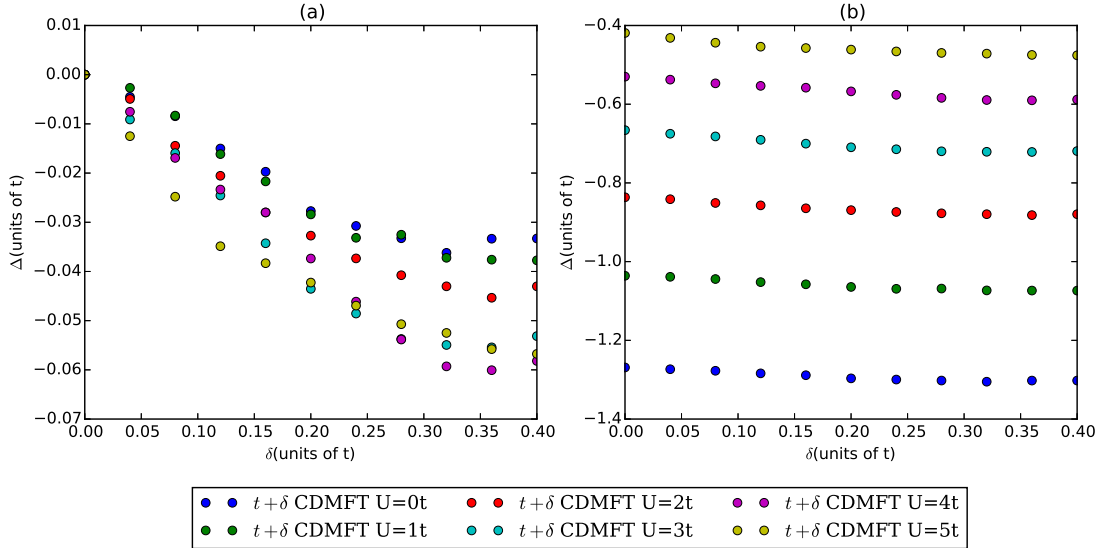 (a)
(b)
0.01
0.00
−0.01
−0.02
−0.03
−0.04
−0.05
−0.06
−0.07
Δ(units of t)
0.00 0.05 0.10 0.15 0.20 0.25 0.30 0.35 0.40
δ(units of t)
−0.4
−0.6
−0.8
−1.0
−1.2
−1.4
Δ(units of t)
0.00 0.05 0.10 0.15 0.20 0.25 0.30 0.35 0.40
δ(units of t)
t+δ CDMFT U=0t
t+δ CDMFT U=1t
t+δ CDMFT U=2t
t+δ CDMFT U=3t
t+δ CDMFT U=4t
t+δ CDMFT U=5t